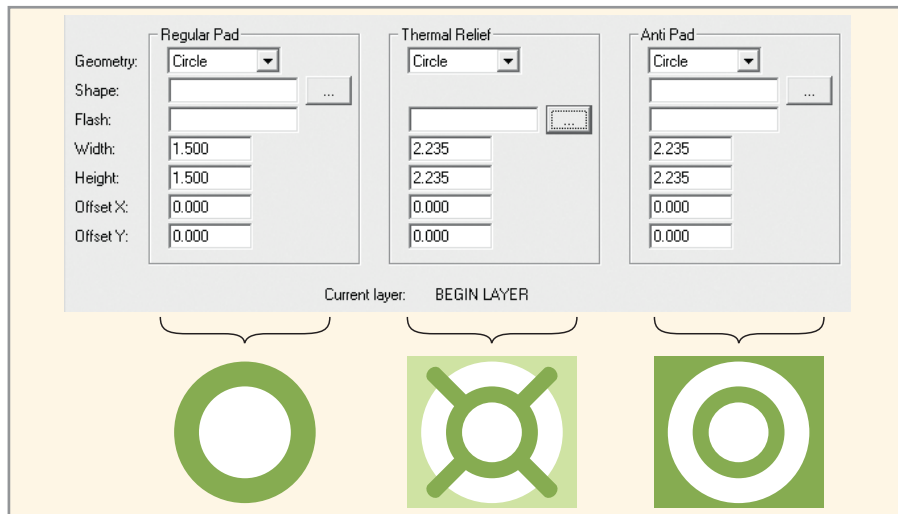 Regular Pad Thermal Relief Anti Pad
Geometry: Circle Circle Circle
Shape: ... ...
Flash: ...
Width: 1.500 2.235 2.235
Height: 1.500 2.235 2.235
Offset X: 0.000 0.000 0.000
Offset Y: 0.000 0.000 0.000
Current layer: BEGIN LAYER